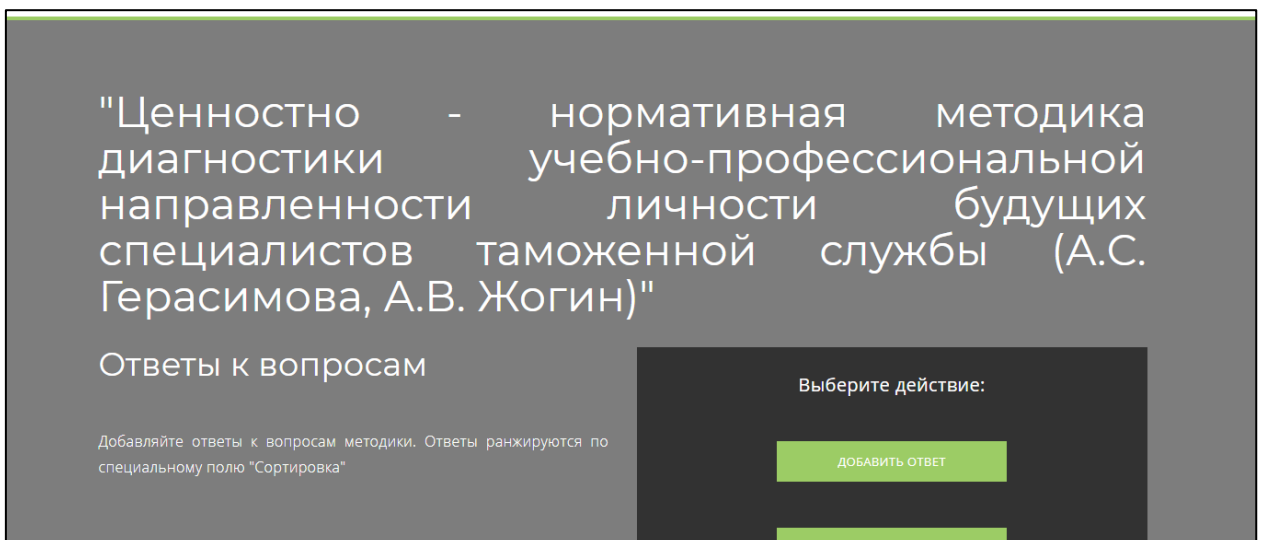 "Ценностно - нормативная методика
диагностики учебно-профессиональной
направленности личности будущих
специалистов таможенной службы (А.С.
Герасимова, А.В. Жогин)"
Ответы к вопросам
Добавляйте ответы к вопросам методики. Ответы ранжируются по
специальному полю "Сортировка"
Выберите действие:
ДОБАВИТЬ ОТВЕТ